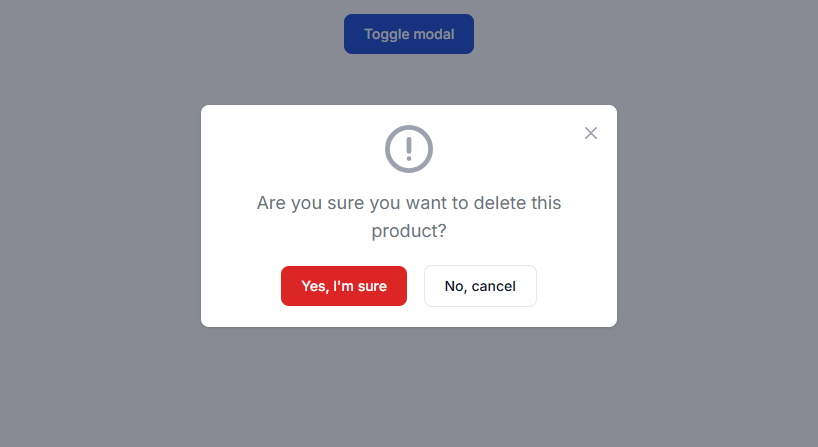 Toggle modal
Are you sure you want to delete this
product?
Yes, I'm sure
No, cancel